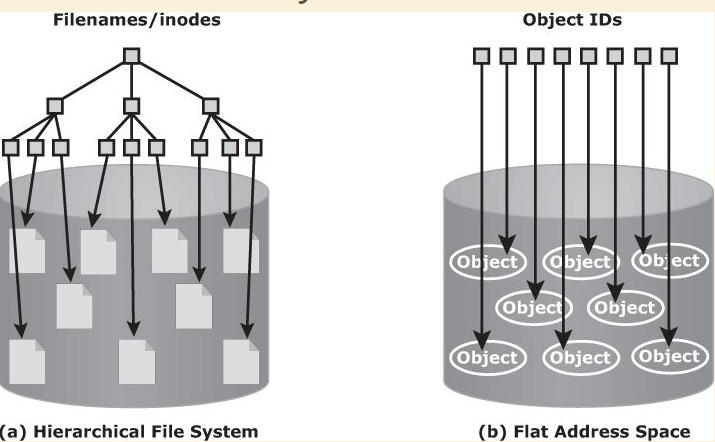 Filenames/inodes
Object IDs
Object Object Object
Object Object
Object Object Object
(a) Hierarchical File System
(b) Flat Address Space